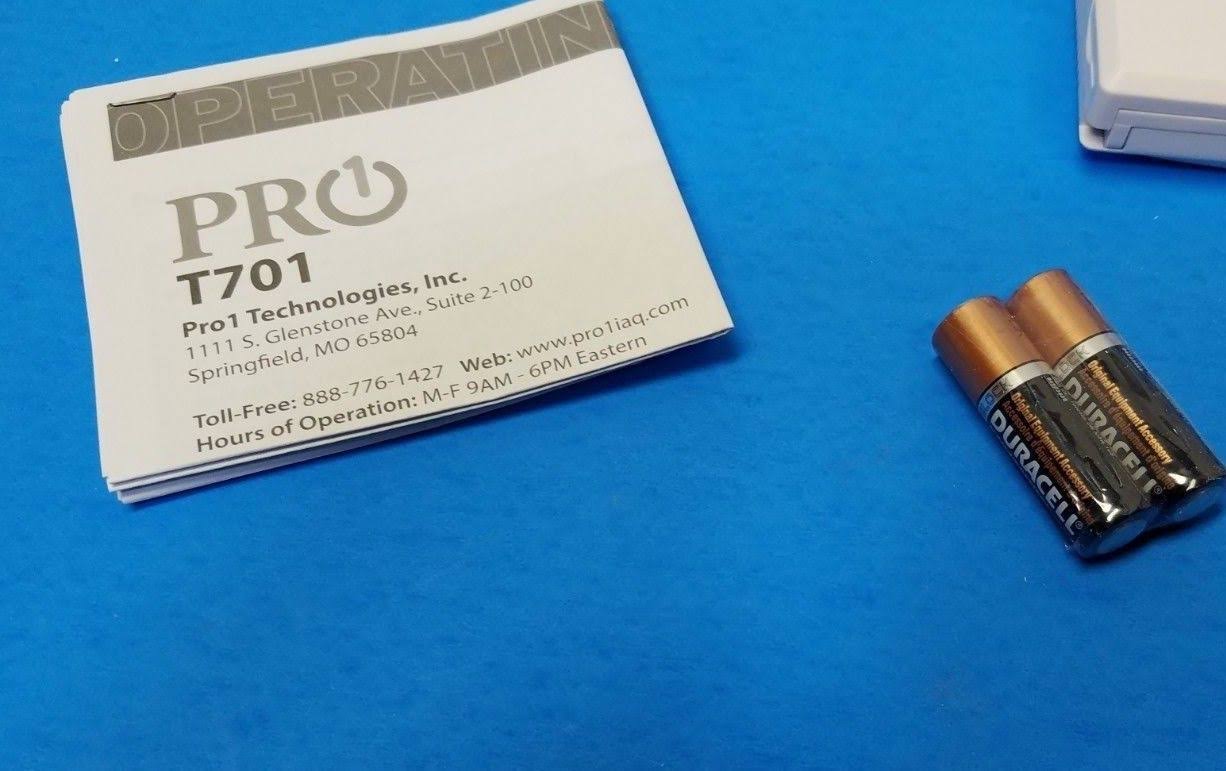 OPERATIN
PRO1
T701
Pro1 Technologies, Inc.
1111 S. Glenstone Ave., Suite 2-100
Springfield, MO 65804
Toll-Free: 888-776-1427 Web: www.pro1iaq.com
Hours of Operation: M-F 9AM - 6PM Eastern
Original Equipment Accessory
DURACELL®
Original Equipment Accessory
DURACELL®